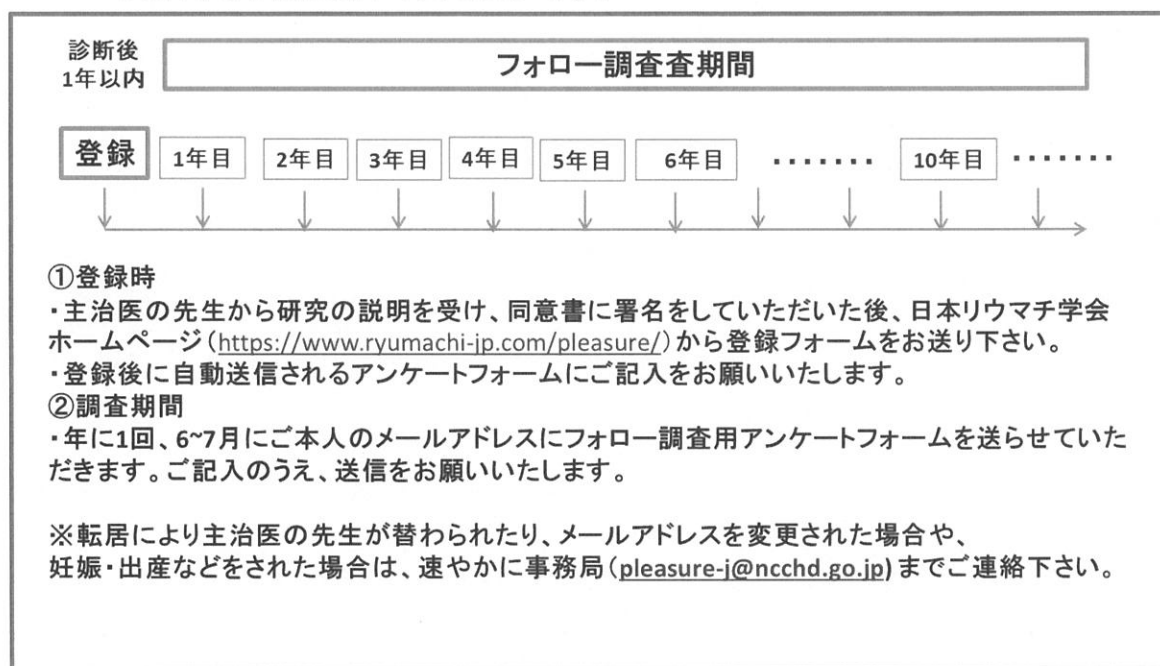 診断後
1年以内
フォロー調査査期間
登録 1年目 2年目 3年目 4年目 5年目 6年目 ・・・・・・・ 10年目 ・・・・・・・
①登録時
・主治医の先生から研究の説明を受け、同意書に署名をしていただいた後、日本リウマチ学会
ホームページ(https://www.ryumachi-jp.com/pleasure/)から登録フォームをお送り下さい。
・登録後に自動送信されるアンケートフォームにご記入をお願いいたします。
②調査期間
・年に1回、6~7月にご本人のメールアドレスにフォロー調査用アンケートフォームを送らせていた
だきます。ご記入のうえ、送信をお願いいたします。
※転居により主治医の先生が替わられたり、メールアドレスを変更された場合や、
妊娠・出産などをされた場合は、速やかに事務局(pleasure-j@ncchd.go.jp)までご連絡下さい。